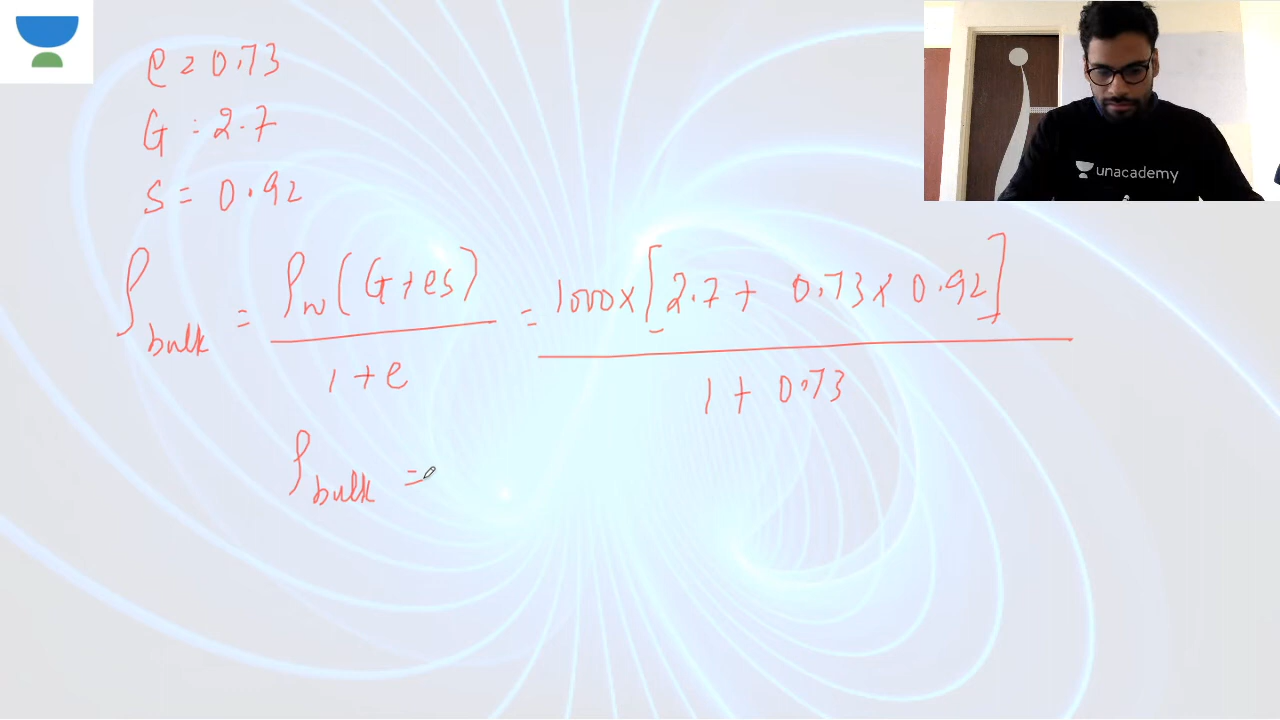 e = 0.73
G = 2.7
S = 0.92
ρbulk = ρw(G+es) / 1+e = 1000×[2.7 + 0.73×0.92] / 1 + 0.73
ρbulk =
unacademy